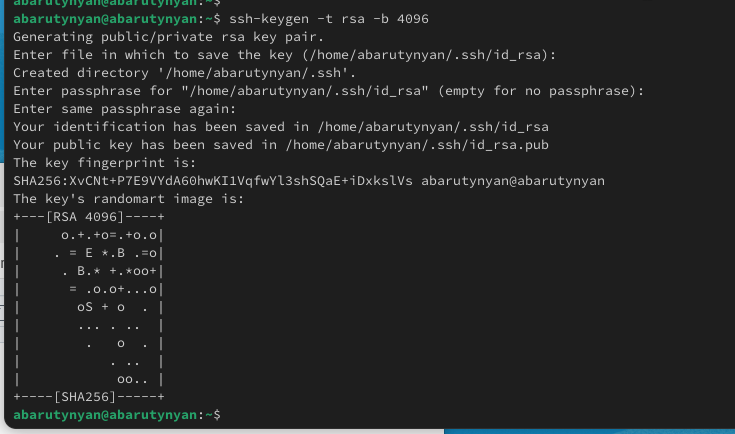 abarutynyan@abarutynyan:~$
abarutynyan@abarutynyan:~$ ssh-keygen -t rsa -b 4096
Generating public/private rsa key pair.
Enter file in which to save the key (/home/abarutynyan/.ssh/id_rsa):
Created directory '/home/abarutynyan/.ssh'.
Enter passphrase for "/home/abarutynyan/.ssh/id_rsa" (empty for no passphrase):
Enter same passphrase again:
Your identification has been saved in /home/abarutynyan/.ssh/id_rsa
Your public key has been saved in /home/abarutynyan/.ssh/id_rsa.pub
The key fingerprint is:
SHA256:XvCNt+P7E9VYdA60hwKI1VqfwYl3shSQaE+iDxkslVs abarutynyan@abarutynyan
The key's randomart image is:
+---[RSA 4096]----+
|     o.+.+o=.+o.o|
|    . = E *.B .=o|
|     . B.* +.*oo+|
|      = .o.o+...o|
|       oS + o  . |
|       ... . ..  |
|        .   o  . |
|           . ..  |
|            oo.. |
+----[SHA256]-----+
abarutynyan@abarutynyan:~$